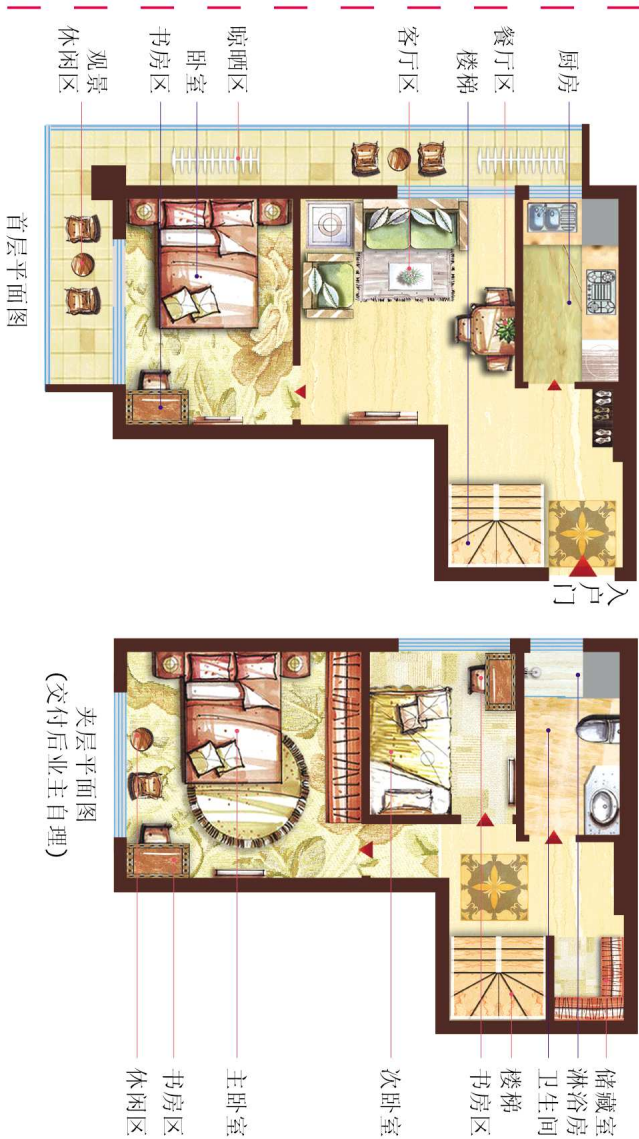 厨房
餐厅区
楼梯
客厅区
晾晒区
卧室
书房区
观景
休闲区
入户门
首层平面图
储藏室
淋浴房
卫生间
楼梯
书房区
次卧室
主卧室
书房区
休闲区
夹层平面图
(交付后业主自理)